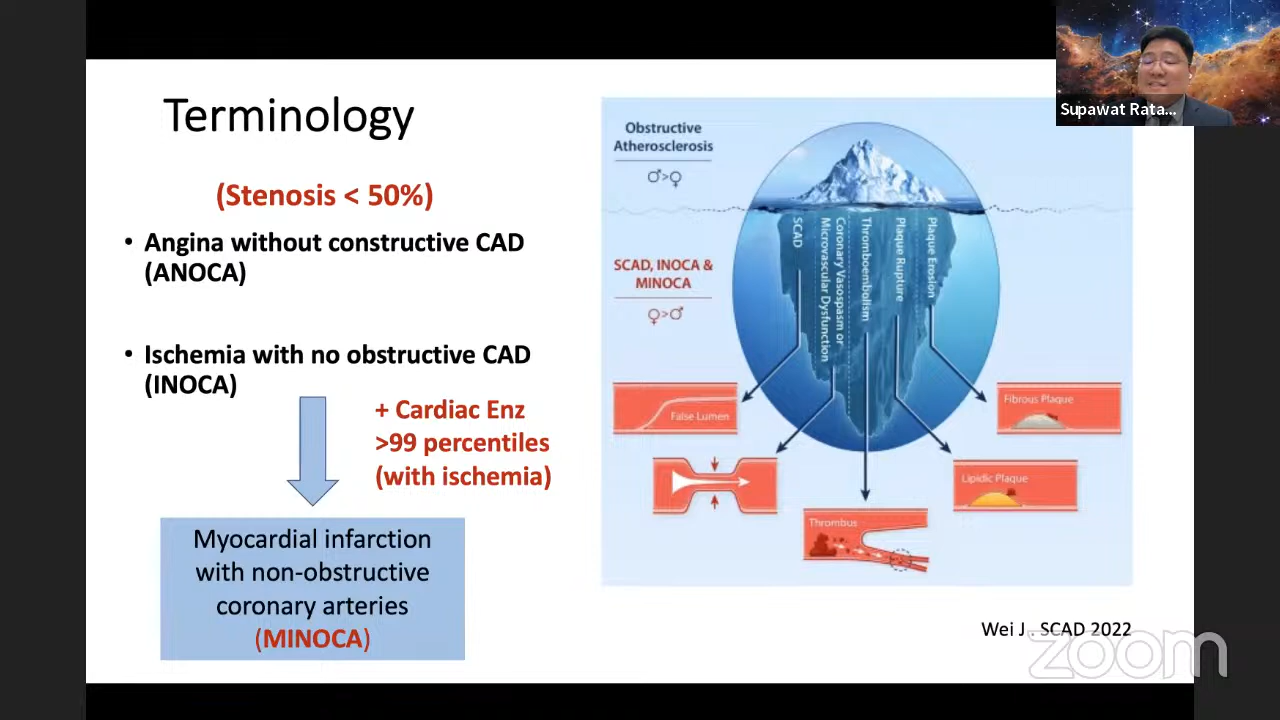 Terminology
(Stenosis < 50%)
• Angina without constructive CAD
(ANOCA)
• Ischemia with no obstructive CAD
(INOCA)
+ Cardiac Enz
>99 percentiles
(with ischemia)
Myocardial infarction
with non-obstructive
coronary arteries
(MINOCA)
Obstructive
Atherosclerosis
♂>♀
SCAD, INOCA &
MINOCA
♀>♂
SCAD
Coronary Vasospasm or
Microvascular Dysfunction
Thromboembolism
Plaque Rupture
Plaque Erosion
False Lumen
Thrombus
Lipidic Plaque
Fibrous Plaque
Wei J . SCAD 2022
Supawat Rata...
zoom